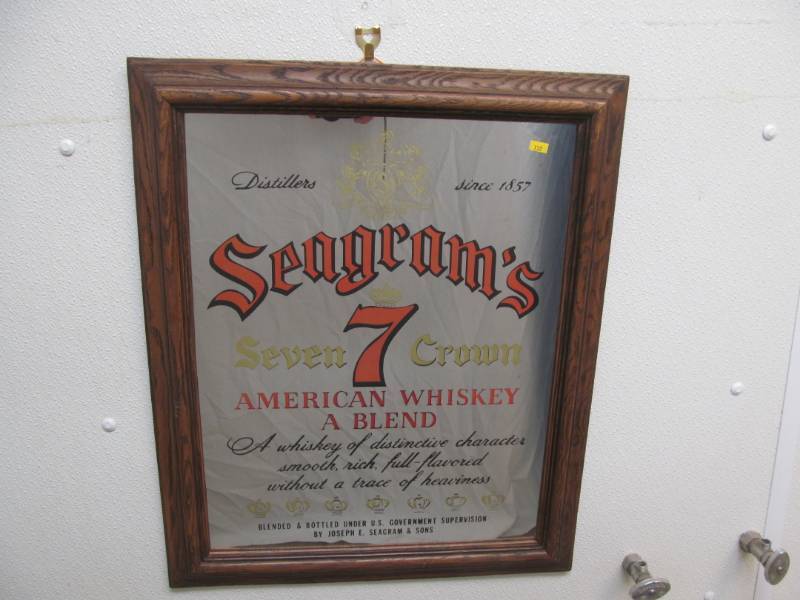 Distillers since 1857
Seagram's
Seven 7 Crown
AMERICAN WHISKEY
A BLEND
A whiskey of distinctive character
smooth, rich, full-flavored
without a trace of heaviness
BLENDED & BOTTLED UNDER U.S. GOVERNMENT SUPERVISION
BY JOSEPH E. SEAGRAM & SONS